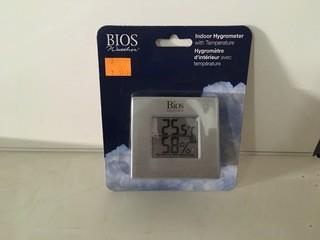 BIOS
Weather
Indoor Hygrometer
with Temperature
Hygromètre
d'intérieur avec
température
BIOS
25.5°C
58%